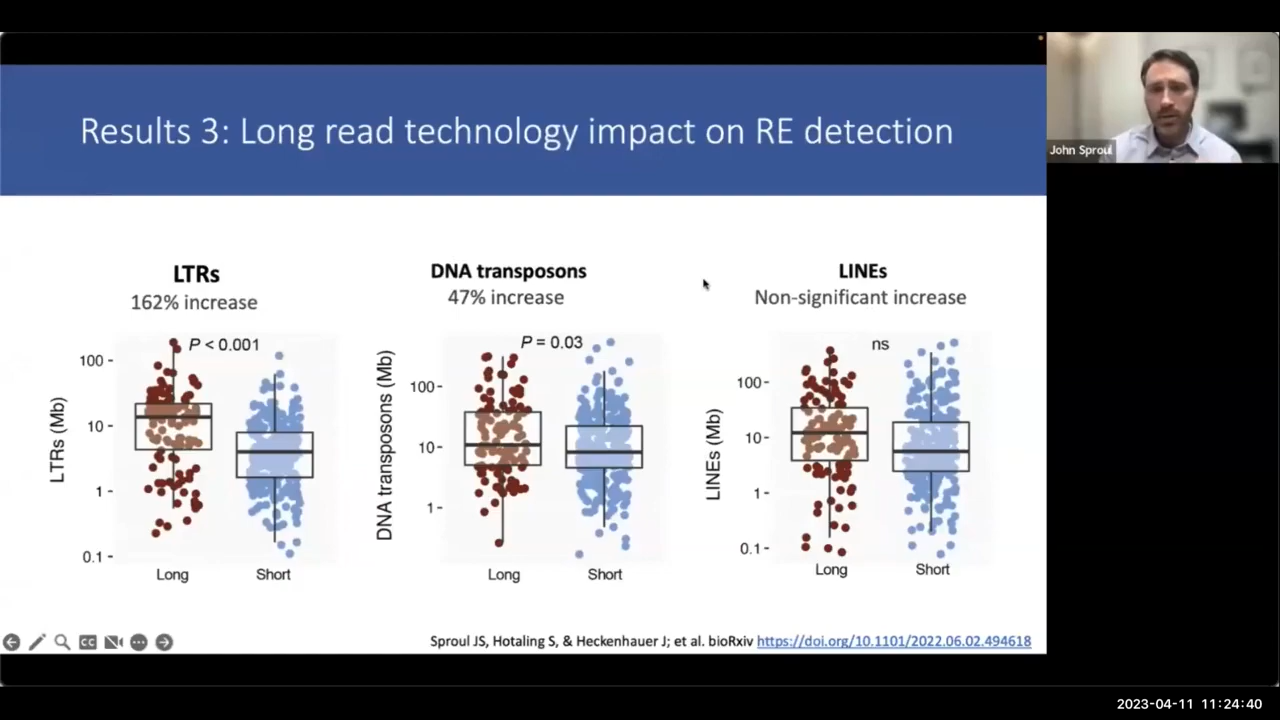 Results 3: Long read technology impact on RE detection
John Sproul
LTRs
162% increase
P < 0.001
LTRs (Mb)
100
10
1
0.1
Long
Short
DNA transposons
47% increase
P = 0.03
DNA transposons (Mb)
100
10
1
Long
Short
LINEs
Non-significant increase
ns
LINEs (Mb)
100
10
1
0.1
Long
Short
CC
Sproul JS, Hotaling S, & Heckenhauer J; et al. bioRxiv https://doi.org/10.1101/2022.06.02.494618
2023-04-11 11:24:40